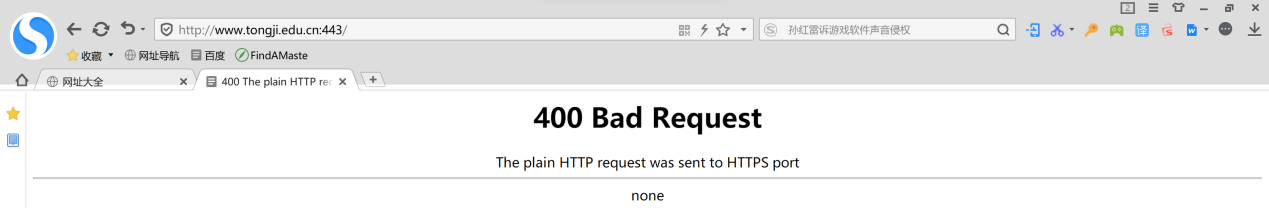 2
http://www.tongji.edu.cn:443/
孙红雷诉游戏软件声音侵权
收藏 网址导航 百度 FindAMaste
网址大全 400 The plain HTTP rec
400 Bad Request
The plain HTTP request was sent to HTTPS port
none